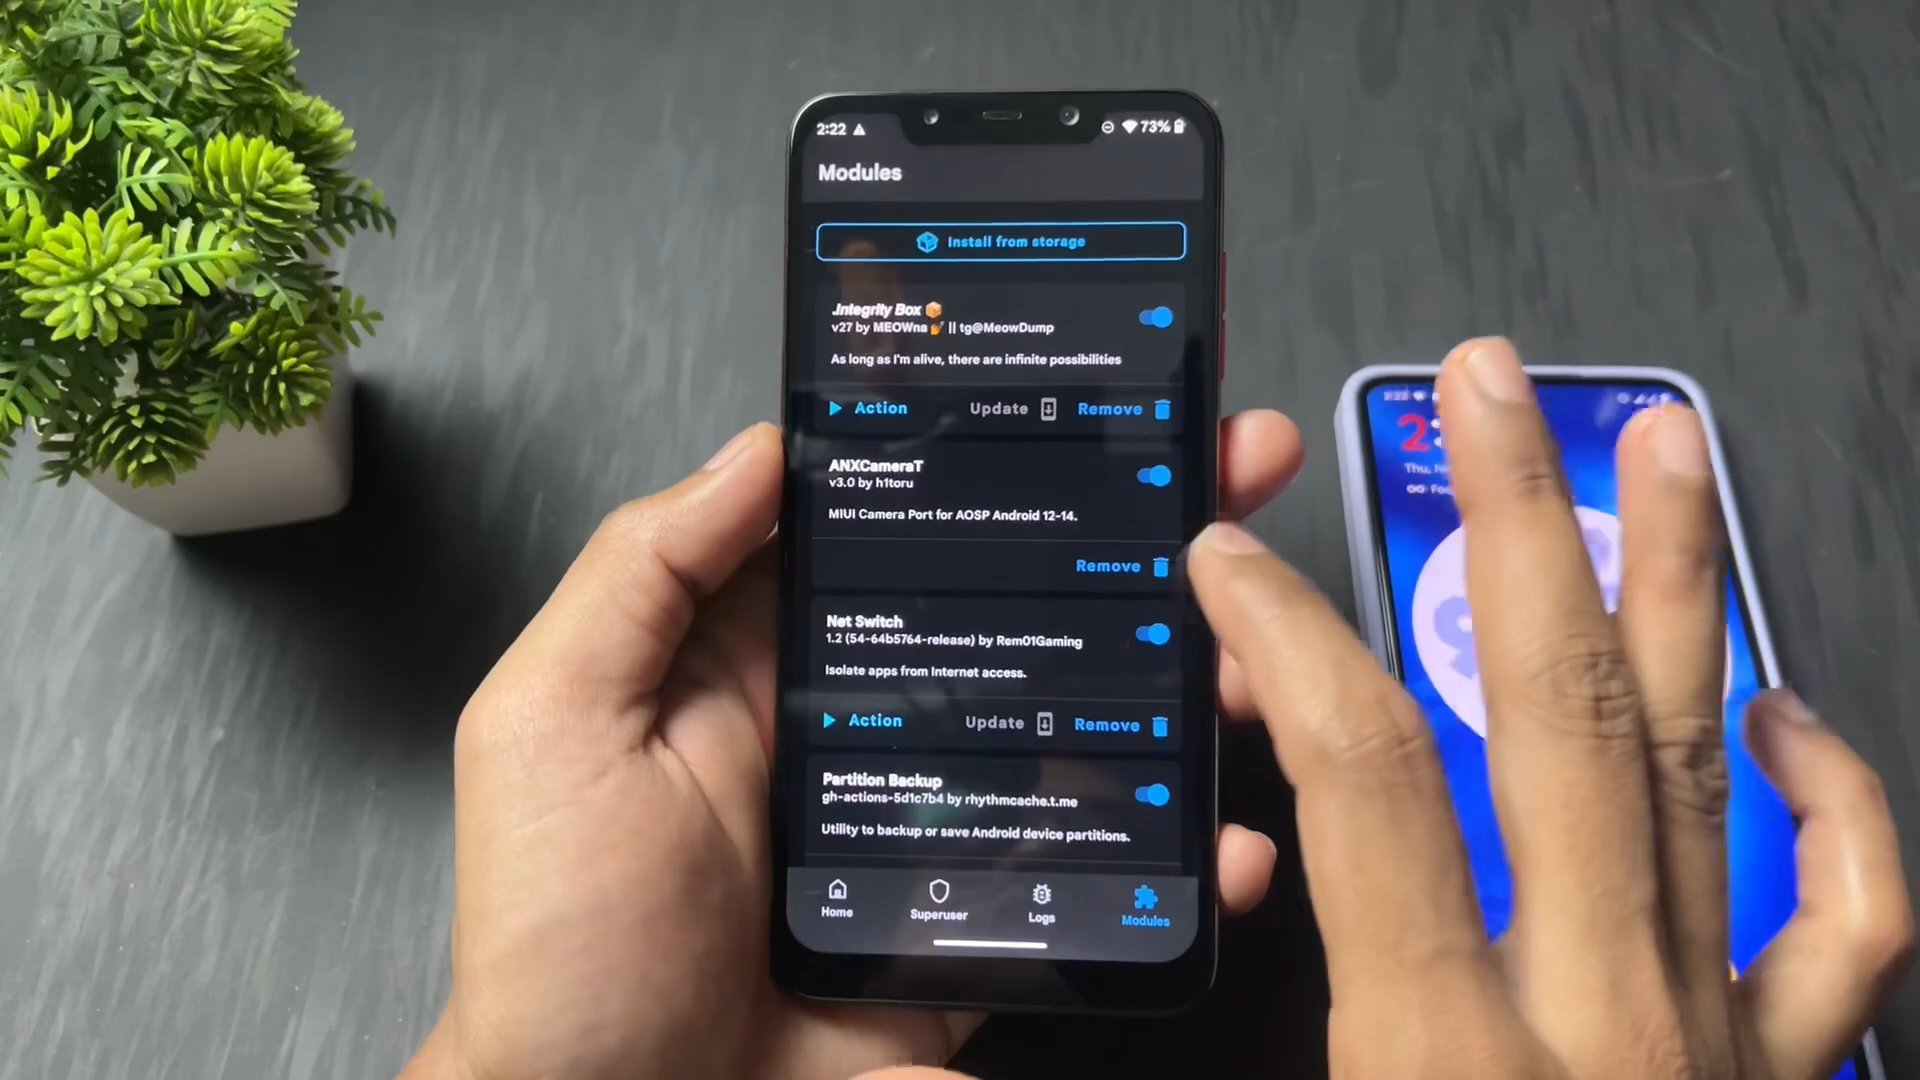 2:22
73%
Modules
Install from storage
.Integrity Box
v27 by MEOWna || tg@MeowDump
As long as I'm alive, there are infinite possibilities
Action Update Remove
ANXCameraT
v3.0 by h1toru
MIUI Camera Port for AOSP Android 12-14.
Remove
Net Switch
1.2 (54-64b5764-release) by Rem01Gaming
Isolate apps from Internet access.
Action Update Remove
Partition Backup
gh-actions-5d1c7b4 by rhythmcache.t.me
Utility to backup or save Android device partitions.
Home Superuser Logs Modules
2:22
Thu,